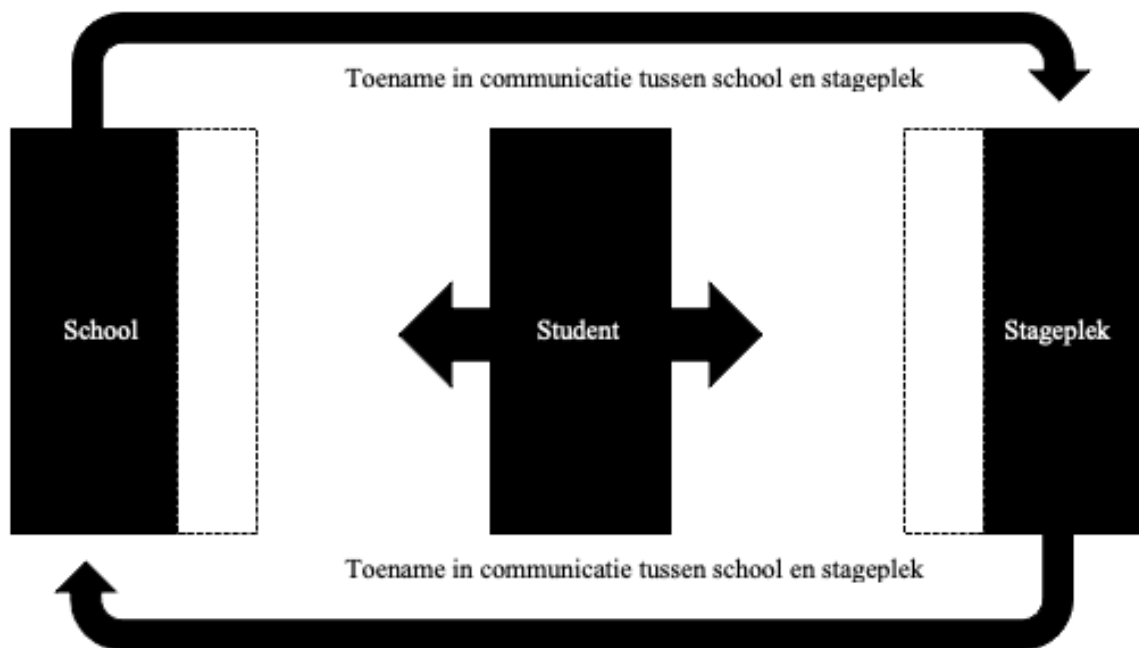 Toename in communicatie tussen school en stageplek
School
Student
Stageplek
Toename in communicatie tussen school en stageplek